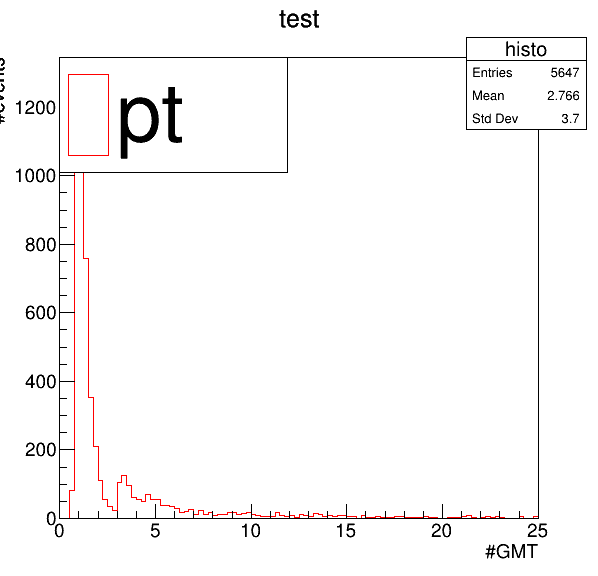 test
histo
Entries 5647
Mean 2.766
Std Dev 3.7
#events
pt
1200
1000
800
600
400
200
0
0 5 10 15 20 25
#GMT